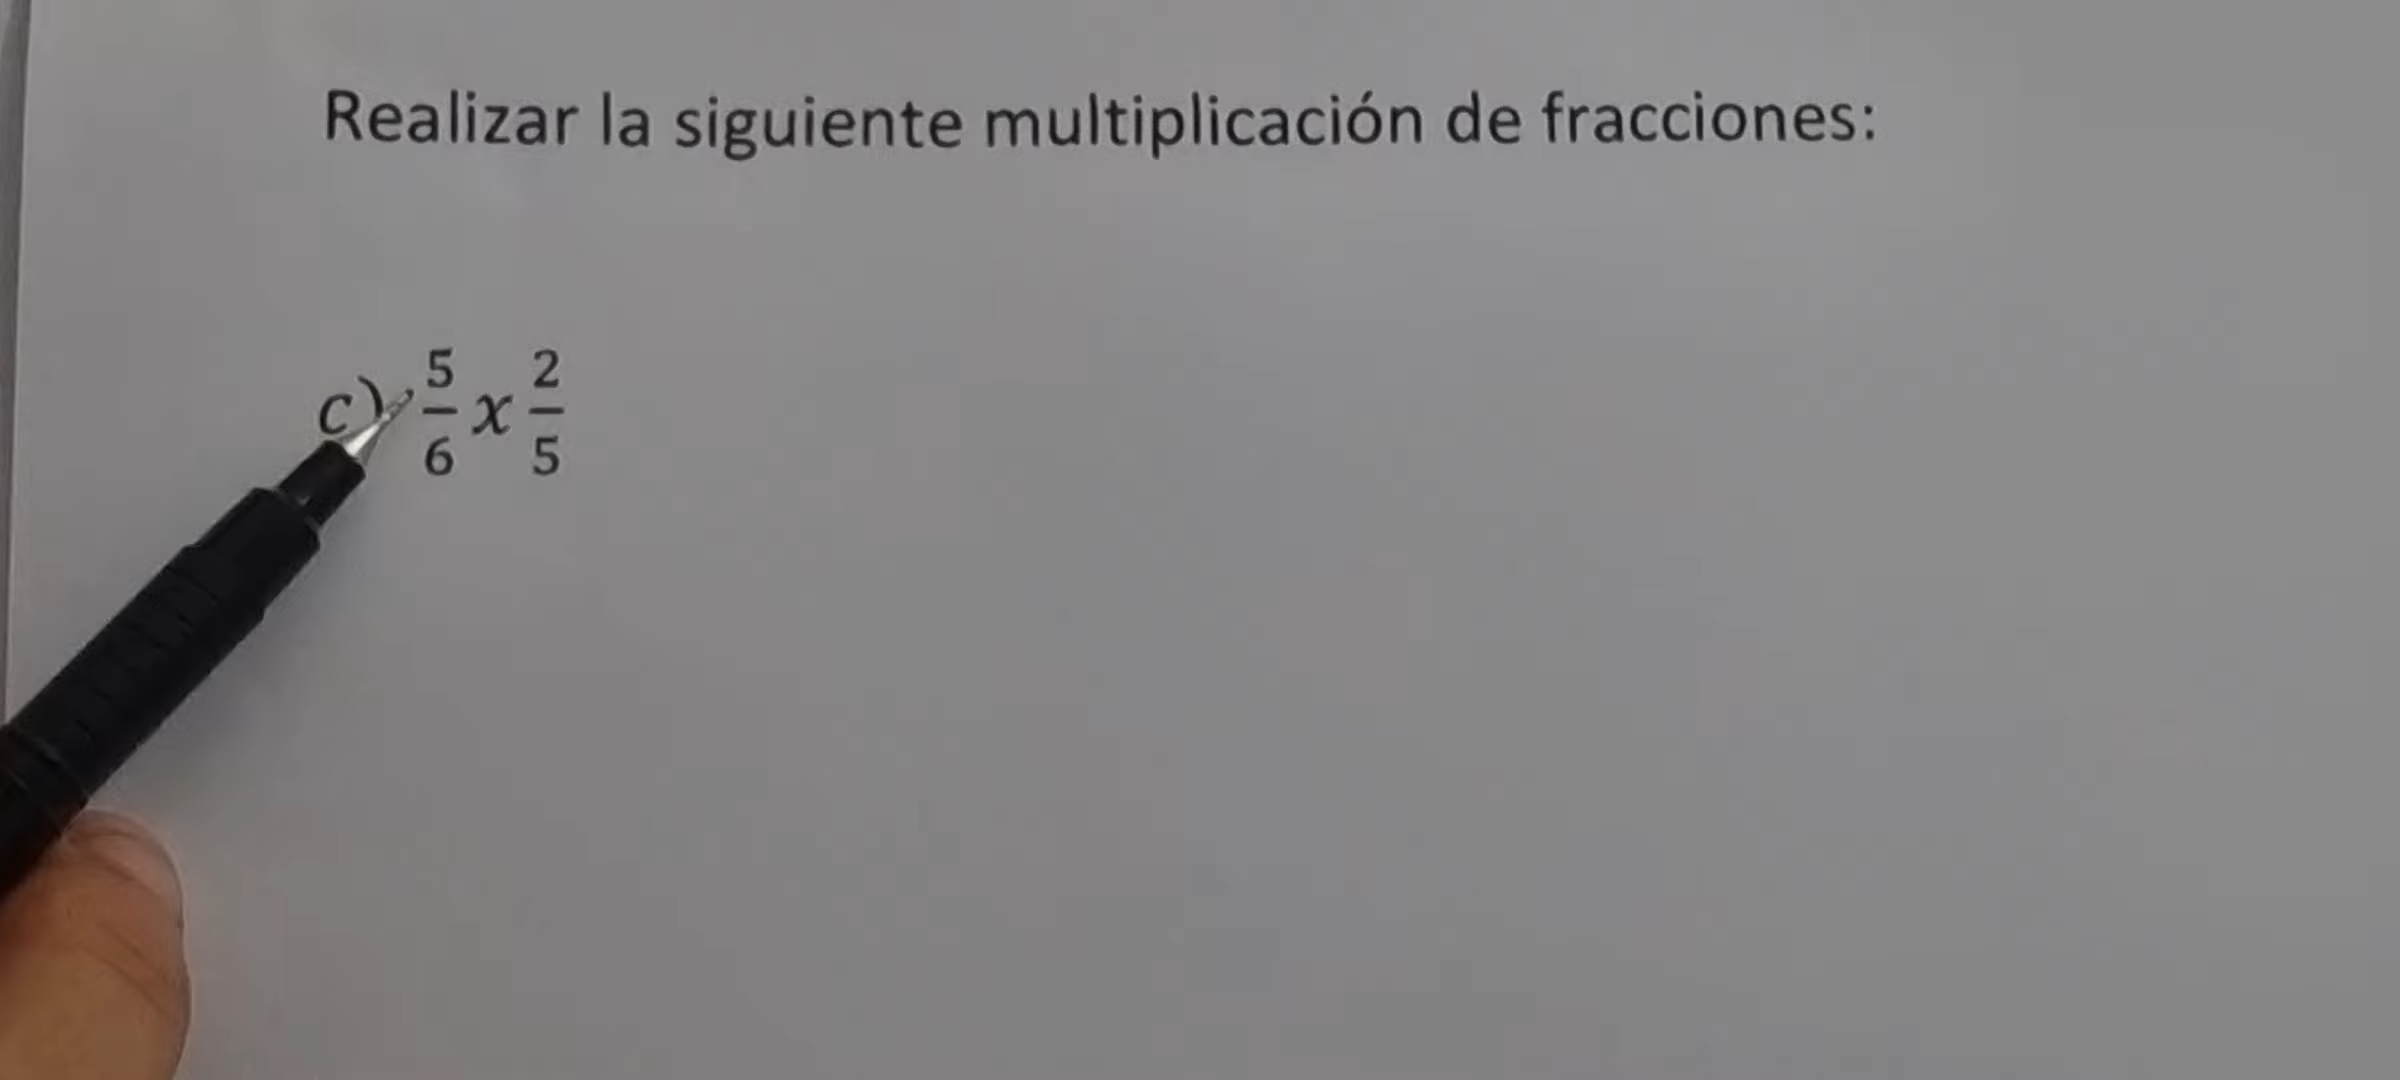 Realizar la siguiente multiplicación de fracciones:
c) 5/6 x 2/5